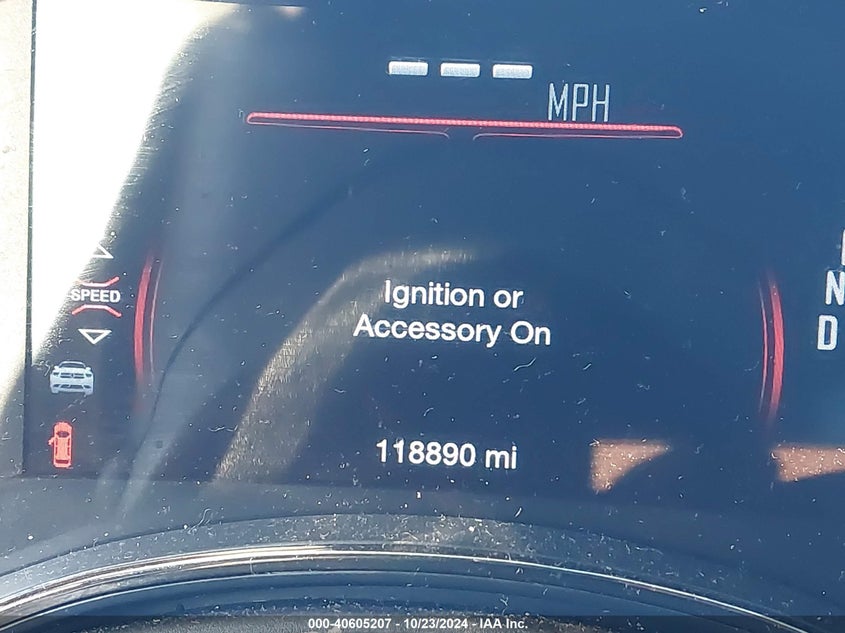 MPH
SPEED
Ignition or
Accessory On
N
D
118890 mi
000-40605207 - 10/23/2024 - IAA Inc.